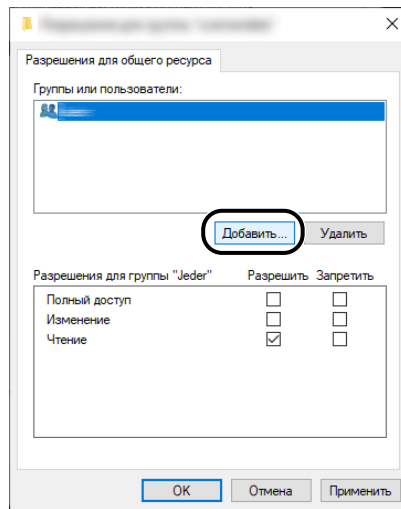 Разрешения для общего ресурса
Группы или пользователи:
Добавить... Удалить
Разрешения для группы "Jeder" Разрешить Запретить
Полный доступ
Изменение
Чтение
OK Отмена Применить